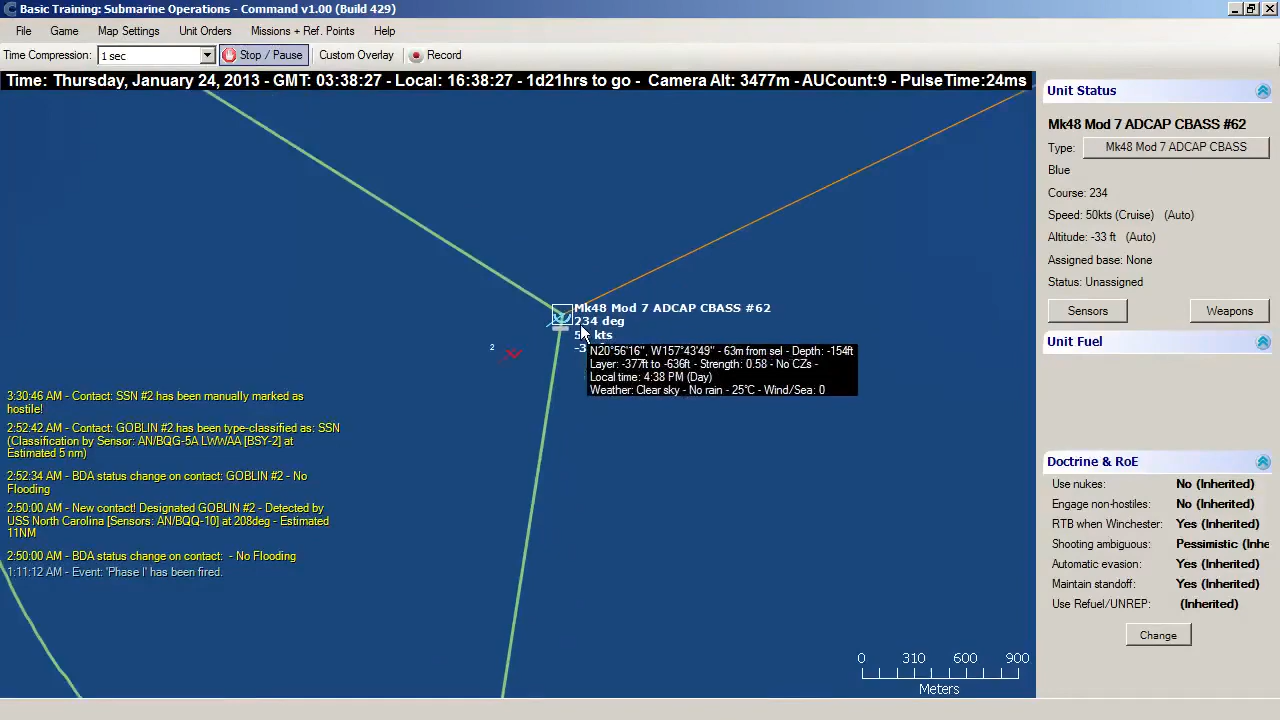 Basic Training: Submarine Operations - Command v1.00 (Build 429)
File Game Map Settings Unit Orders Missions + Ref. Points Help
Time Compression: 1 sec Stop / Pause Custom Overlay Record
Time: Thursday, January 24, 2013 - GMT: 03:38:27 - Local: 16:38:27 - 1d21hrs to go - Camera Alt: 3477m - AUCount:9 - PulseTime:24ms
Mk48 Mod 7 ADCAP CBASS #62
234 deg
kts
2
N20°56'16", W157°43'49" - 63m from sel - Depth: -154ft
Layer: -377ft to -636ft - Strength: 0.58 - No CZs -
Local time: 4:38 PM (Day)
Weather: Clear sky - No rain - 25°C - Wind/Sea: 0
3:30:46 AM - Contact: SSN #2 has been manually marked as
hostile!
2:52:42 AM - Contact: GOBLIN #2 has been type-classified as: SSN
(Classification by Sensor: AN/BQG-5A LWWAA [BSY-2] at
Estimated 5 nm)
2:52:34 AM - BDA status change on contact: GOBLIN #2 - No
Flooding
2:50:00 AM - New contact! Designated GOBLIN #2 - Detected by
USS North Carolina [Sensors: AN/BQQ-10] at 208deg - Estimated
11NM
2:50:00 AM - BDA status change on contact:  - No Flooding
1:11:12 AM - Event: 'Phase I' has been fired.
0 310 600 900
Meters
Unit Status
Mk48 Mod 7 ADCAP CBASS #62
Type: Mk48 Mod 7 ADCAP CBASS
Blue
Course: 234
Speed: 50kts (Cruise) (Auto)
Altitude: -33 ft (Auto)
Assigned base: None
Status: Unassigned
Sensors Weapons
Unit Fuel
Doctrine & RoE
Use nukes: No (Inherited)
Engage non-hostiles: No (Inherited)
RTB when Winchester: Yes (Inherited)
Shooting ambiguous: Pessimistic (Inhe
Automatic evasion: Yes (Inherited)
Maintain standoff: Yes (Inherited)
Use Refuel/UNREP: (Inherited)
Change